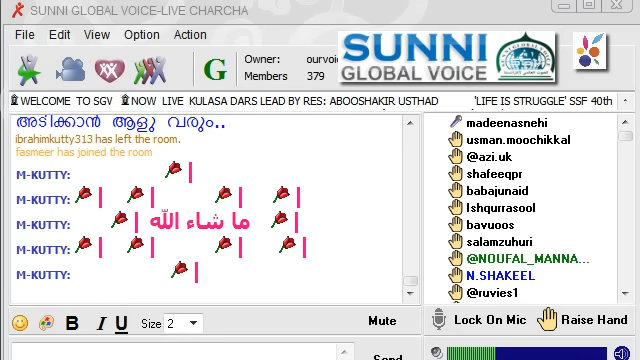 SUNNI GLOBAL VOICE-LIVE CHARCHA
File Edit View Option Action
G Owner: ourvoi
Members 379
SUNNI
GLOBAL VOICE
WELCOME TO SGV NOW LIVE KULASA DARS LEAD BY RES: ABOOSHAKIR USTHAD 'LIFE IS STRUGGLE' SSF 40th
അടിക്കാൻ ആളു വരും..
ibrahimkutty313 has left the room.
fasmeer has joined the room
M-KUTTY: |
M-KUTTY: | | | |
M-KUTTY: | ما شاء الله |
M-KUTTY: | | | |
M-KUTTY: |
madeenasnehi
usman.moochikkal
@azi.uk
shafeeqpr
babajunaid
Ishqurrasool
bavuoos
salamzuhuri
@NOUFAL_MANNA...
N.SHAKEEL
@ruvies1
B I U Size 2 Mute
Lock On Mic Raise Hand
Send